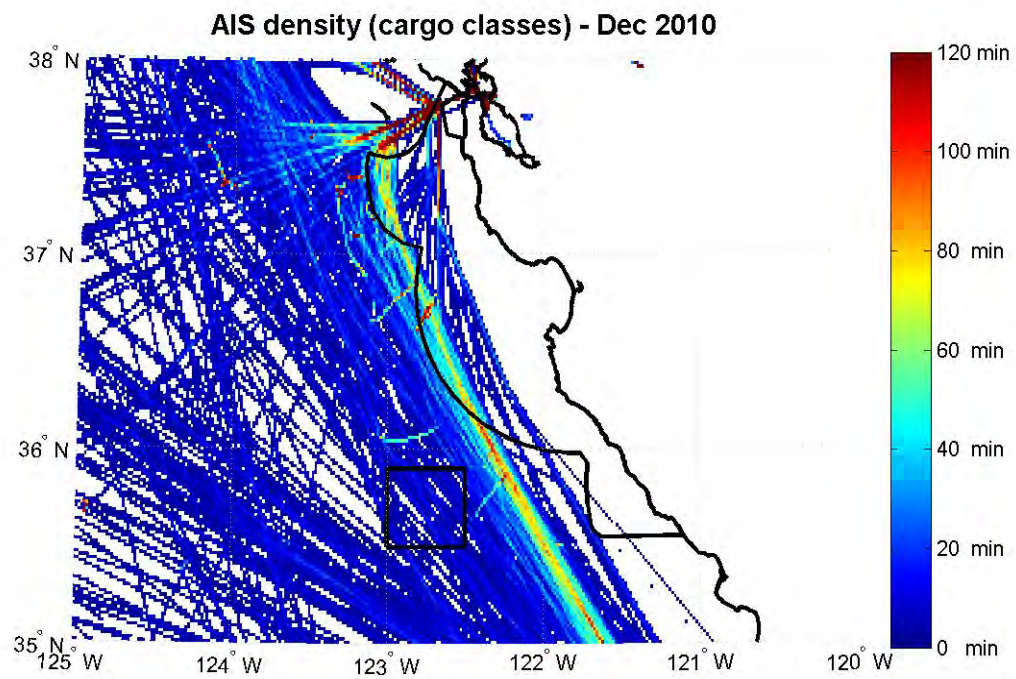 AIS density (cargo classes) - Dec 2010
38° N
37° N
36° N
35° N
125° W
124° W
123° W
122° W
121° W
120° W
120 min
100 min
80 min
60 min
40 min
20 min
0 min